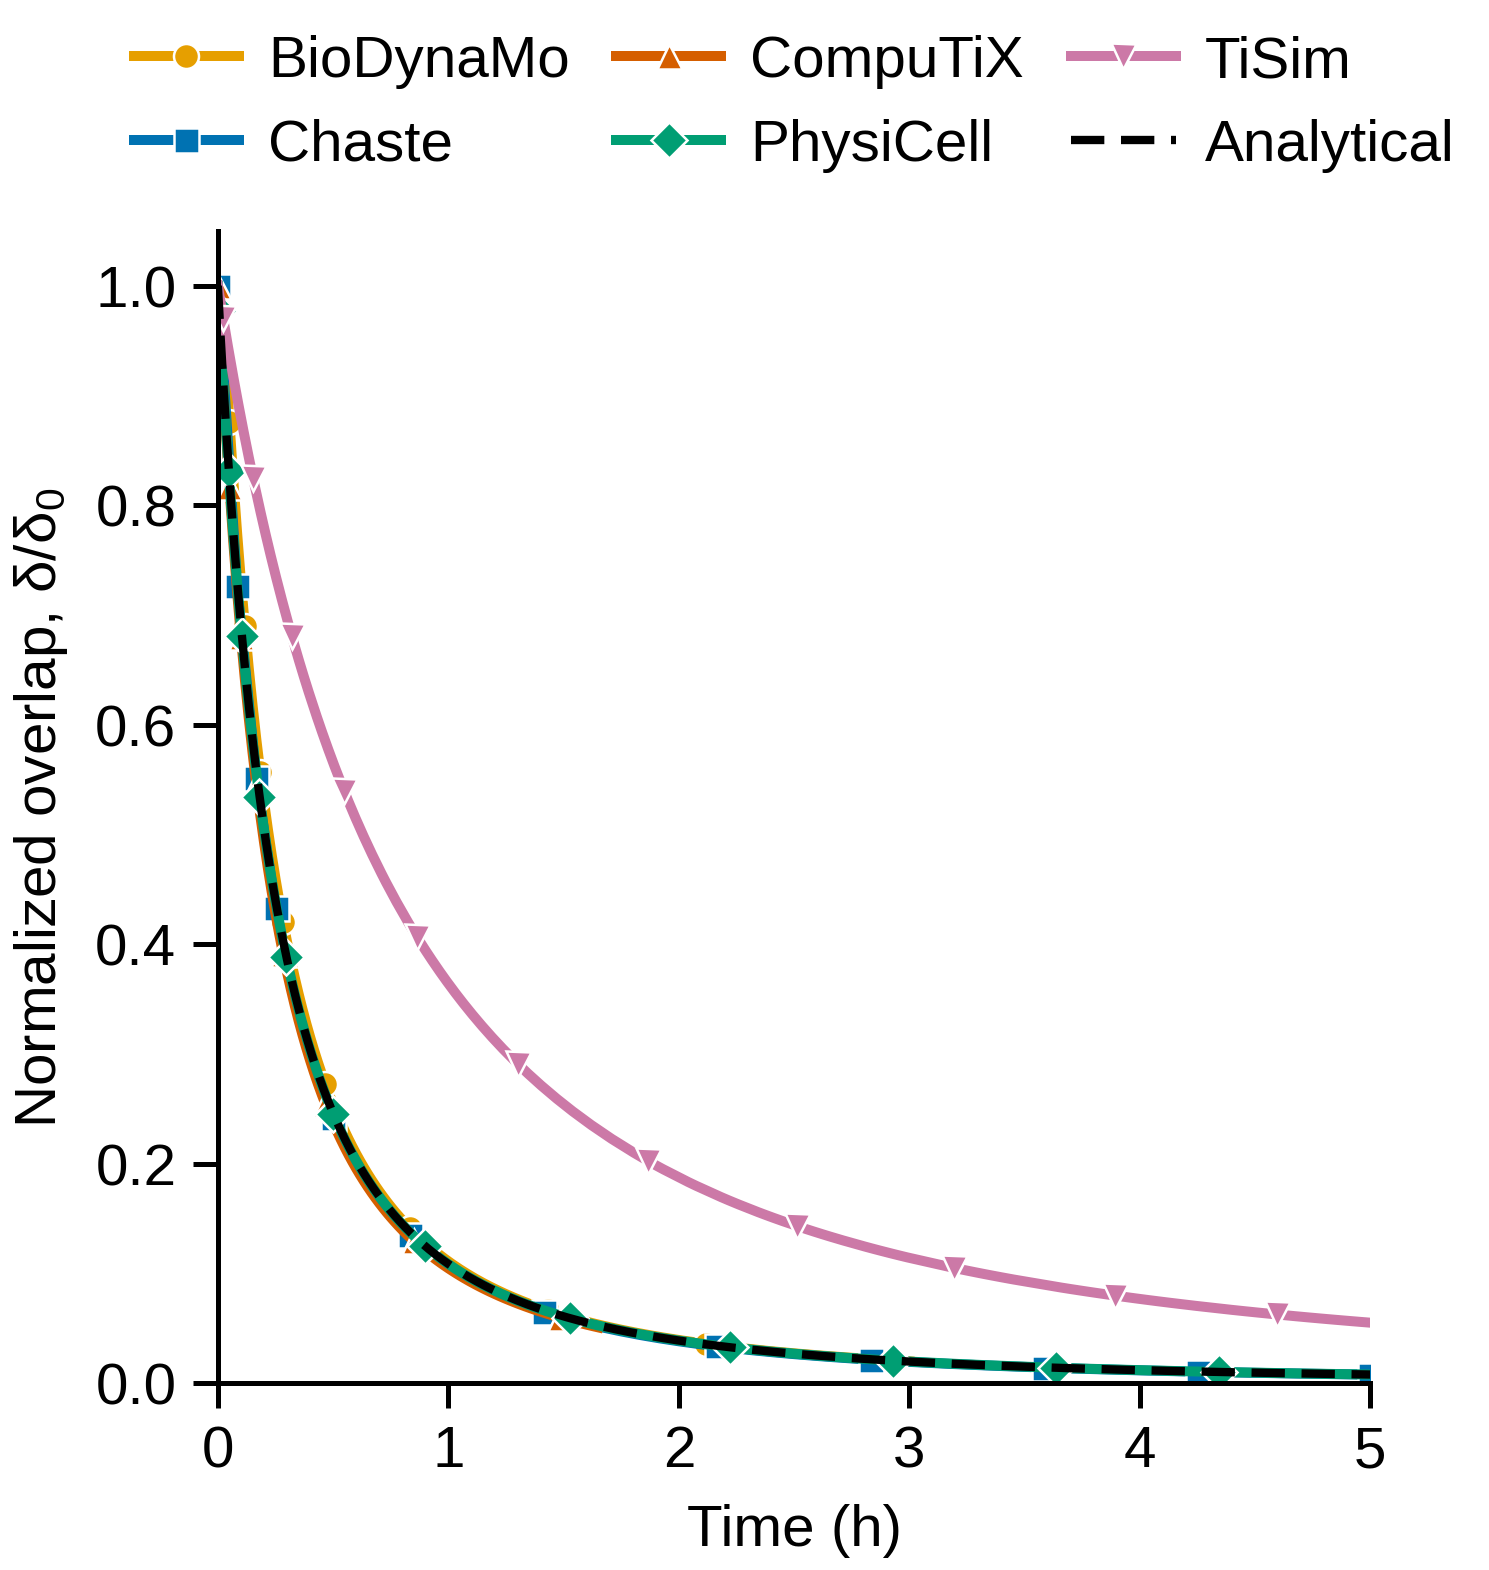 BioDynaMo CompuTiX TiSim
Chaste PhysiCell Analytical
1.0
0.8
0.6
0.4
0.2
0.0
Normalized overlap, δ/δ₀
0 1 2 3 4 5
Time (h)